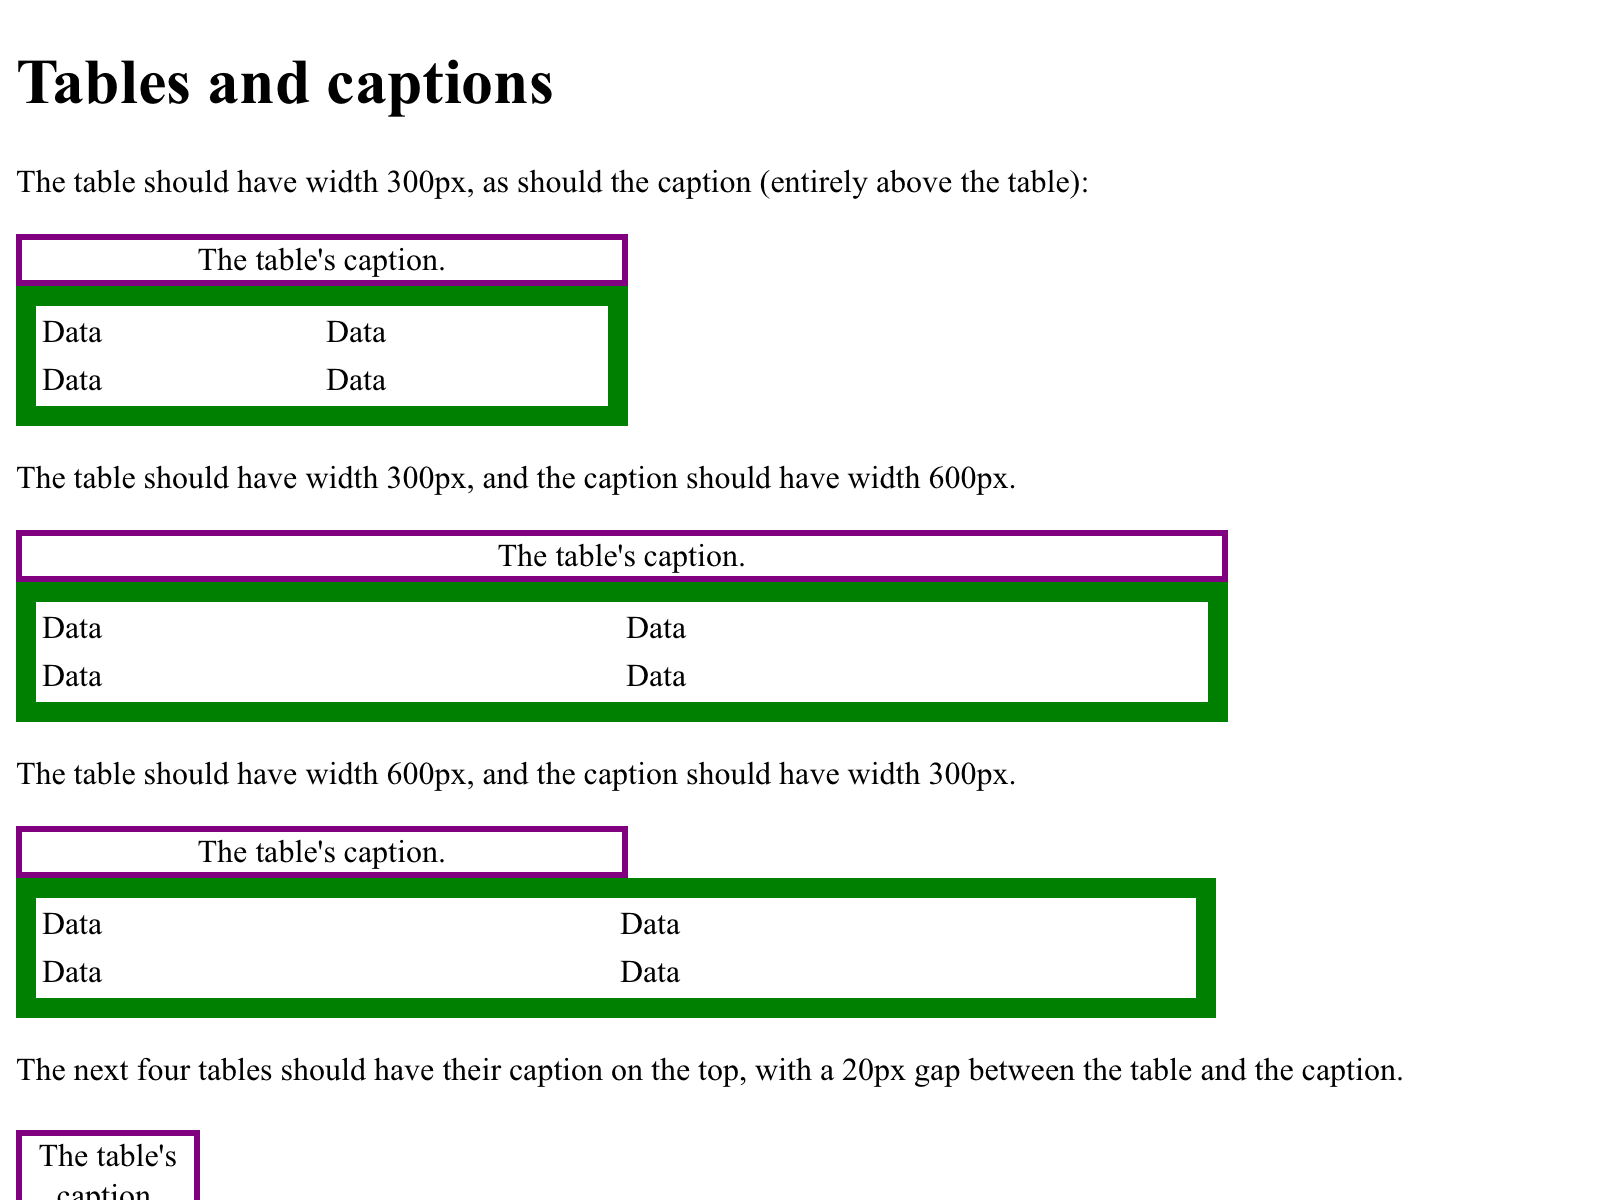 Tables and captions
The table should have width 300px, as should the caption (entirely above the table):
The table's caption.
Data Data
Data Data
The table should have width 300px, and the caption should have width 600px.
The table's caption.
Data Data
Data Data
The table should have width 600px, and the caption should have width 300px.
The table's caption.
Data Data
Data Data
The next four tables should have their caption on the top, with a 20px gap between the table and the caption.
The table's
caption.